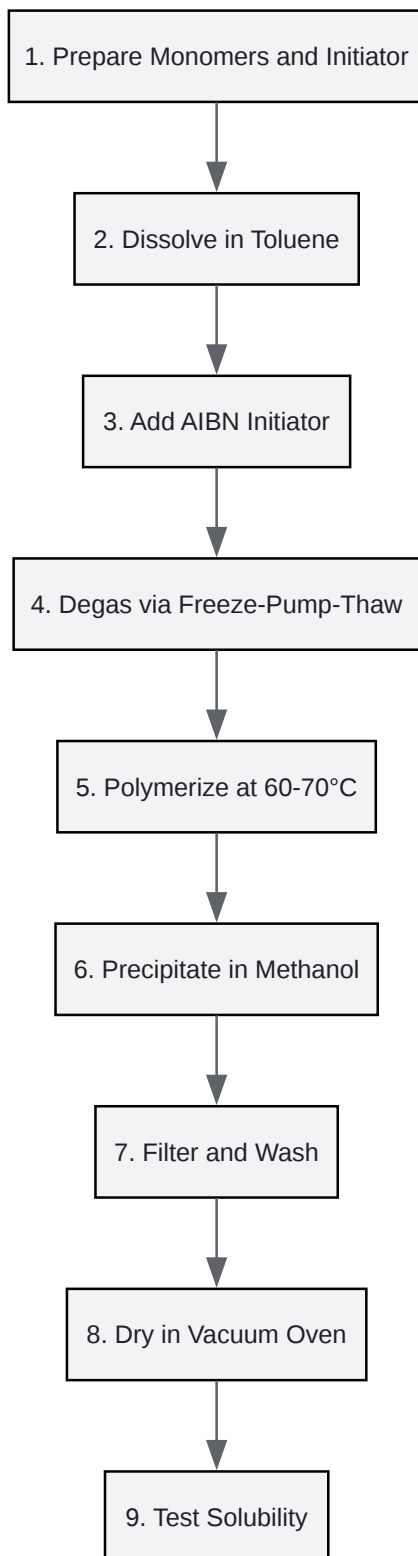 1. Prepare Monomers and Initiator
2. Dissolve in Toluene
3. Add AIBN Initiator
4. Degas via Freeze-Pump-Thaw
5. Polymerize at 60-70°C
6. Precipitate in Methanol
7. Filter and Wash
8. Dry in Vacuum Oven
9. Test Solubility